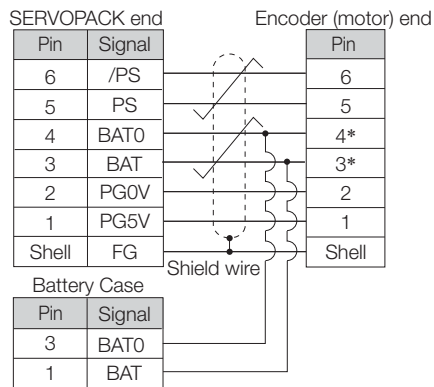 SERVOPACK end Encoder (motor) end
Pin Signal Pin
6 /PS 6
5 PS 5
4 BAT0 4*
3 BAT 3*
2 PG0V 2
1 PG5V 1
Shell FG Shell
Shield wire
Battery Case
Pin Signal
3 BAT0
1 BAT